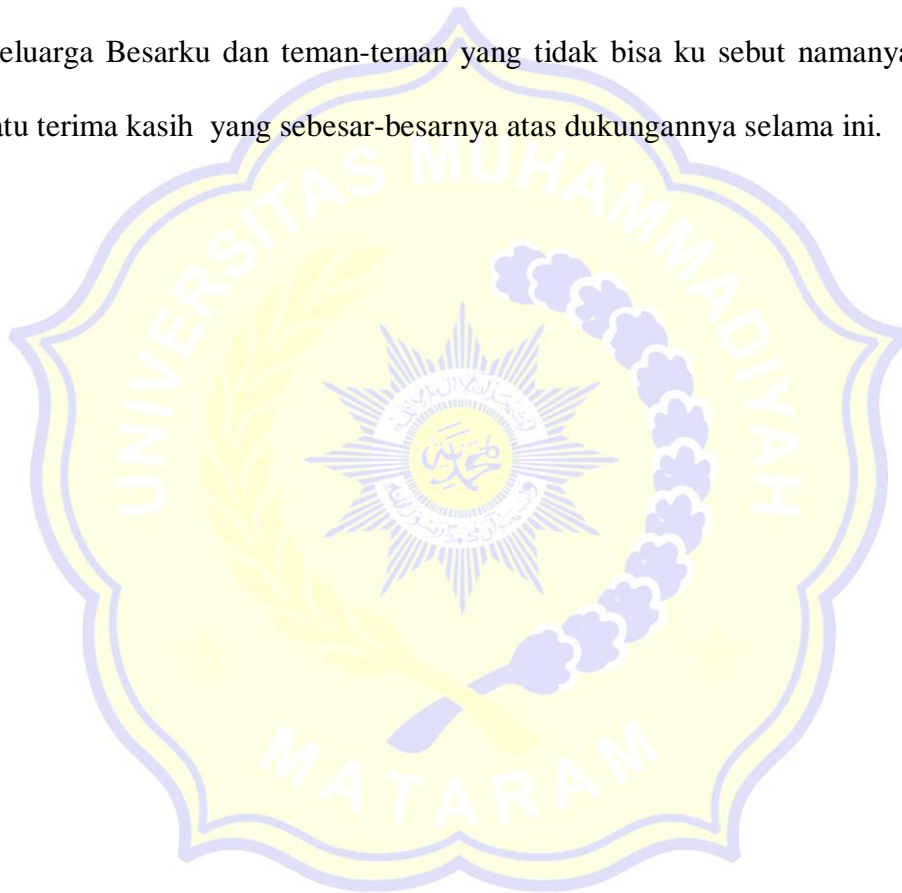 eluarga Besarku dan teman-teman yang tidak bisa ku sebut namanya
atu terima kasih yang sebesar-besarnya atas dukungannya selama ini.
UNIVERSITAS MUHAMMADIYAH
MATARAM